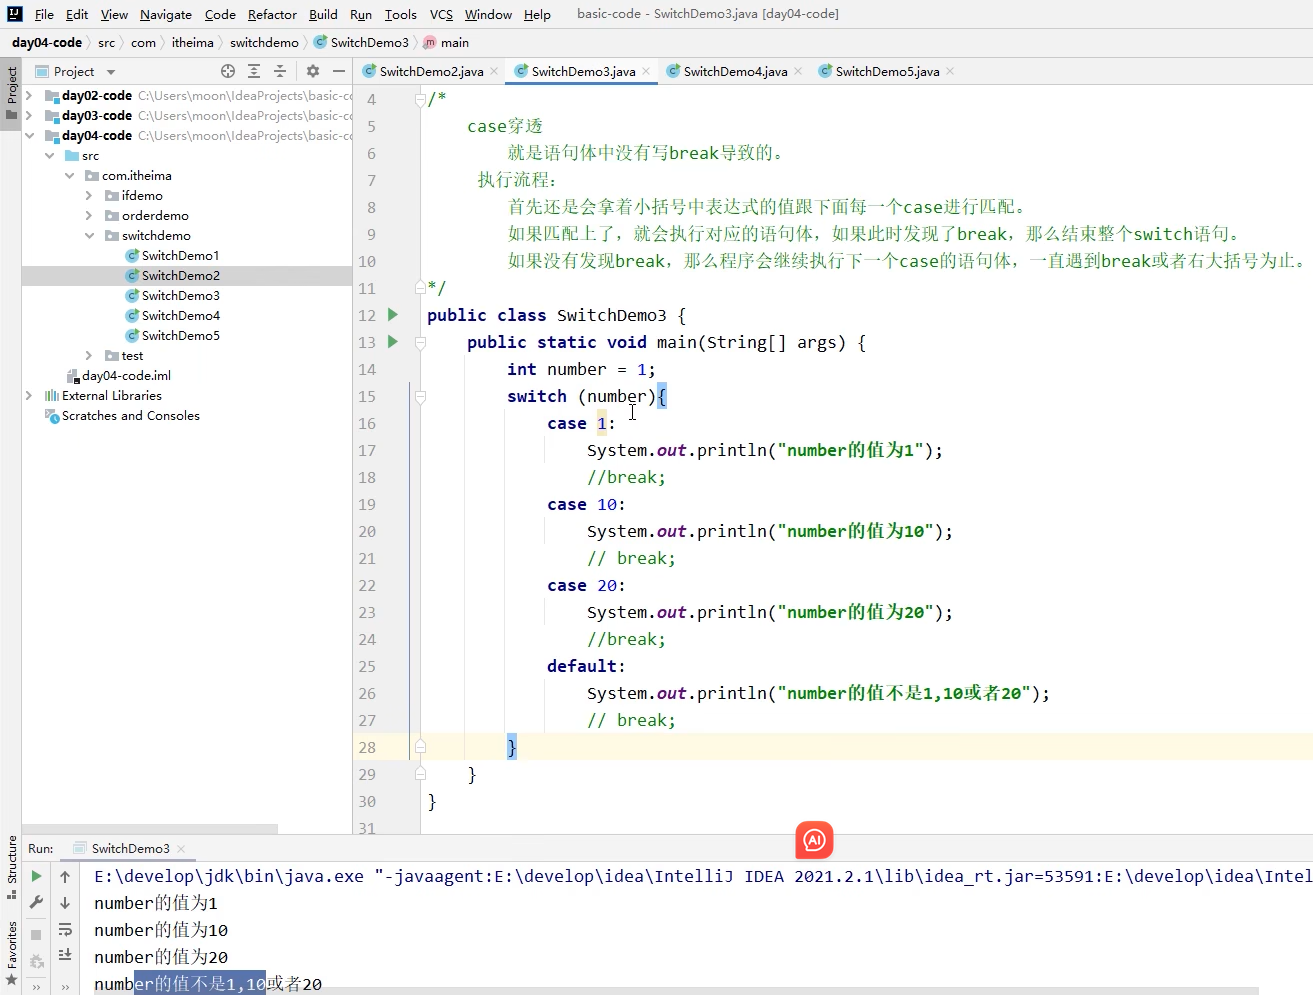 File Edit View Navigate Code Refactor Build Run Tools VCS Window Help basic-code - SwitchDemo3.java [day04-code]
day04-code src com itheima switchdemo SwitchDemo3 main
Project
Project
SwitchDemo2.java SwitchDemo3.java SwitchDemo4.java SwitchDemo5.java
day02-code C:\Users\moon\IdeaProjects\basic-cc
day03-code C:\Users\moon\IdeaProjects\basic-cc
day04-code C:\Users\moon\IdeaProjects\basic-cc
src
com.itheima
ifdemo
orderdemo
switchdemo
SwitchDemo1
SwitchDemo2
SwitchDemo3
SwitchDemo4
SwitchDemo5
test
day04-code.iml
External Libraries
Scratches and Consoles
4 /*
5 case穿透
6 就是语句体中没有写break导致的。
7 执行流程：
8 首先还是会拿着小括号中表达式的值跟下面每一个case进行匹配。
9 如果匹配上了，就会执行对应的语句体，如果此时发现了break，那么结束整个switch语句。
10 如果没有发现break，那么程序会继续执行下一个case的语句体，一直遇到break或者右大括号为止。
11 */
12 public class SwitchDemo3 {
13 public static void main(String[] args) {
14 int number = 1;
15 switch (number){
16 case 1:
17 System.out.println("number的值为1");
18 //break;
19 case 10:
20 System.out.println("number的值为10");
21 // break;
22 case 20:
23 System.out.println("number的值为20");
24 //break;
25 default:
26 System.out.println("number的值不是1,10或者20");
27 // break;
28 }
29 }
30 }
31
AI
Structure
Favorites
Run: SwitchDemo3
E:\develop\jdk\bin\java.exe "-javaagent:E:\develop\idea\IntelliJ IDEA 2021.2.1\lib\idea_rt.jar=53591:E:\develop\idea\Intel
number的值为1
number的值为10
number的值为20
number的值不是1,10或者20